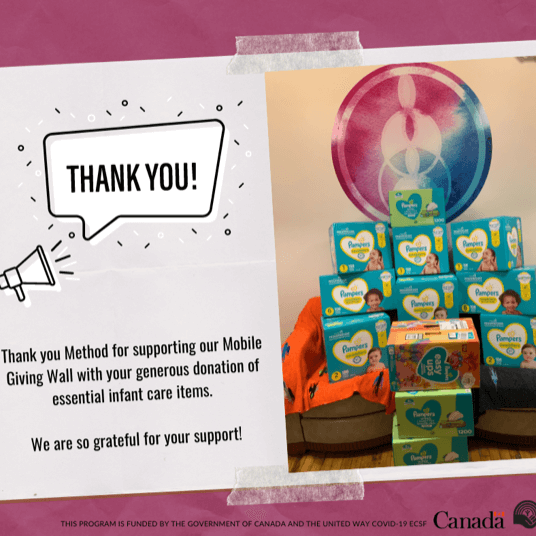 THANK YOU!
Thank you Method for supporting our Mobile
Giving Wall with your generous donation of
essential infant care items.
We are so grateful for your support!
Pampers
Pampers
Pampers
Pampers
Pampers
Pampers
Pampers
Pampers
Pampers
easy
ups
THIS PROGRAM IS FUNDED BY THE GOVERNMENT OF CANADA AND THE UNITED WAY COVID-19 ECSF
Canada